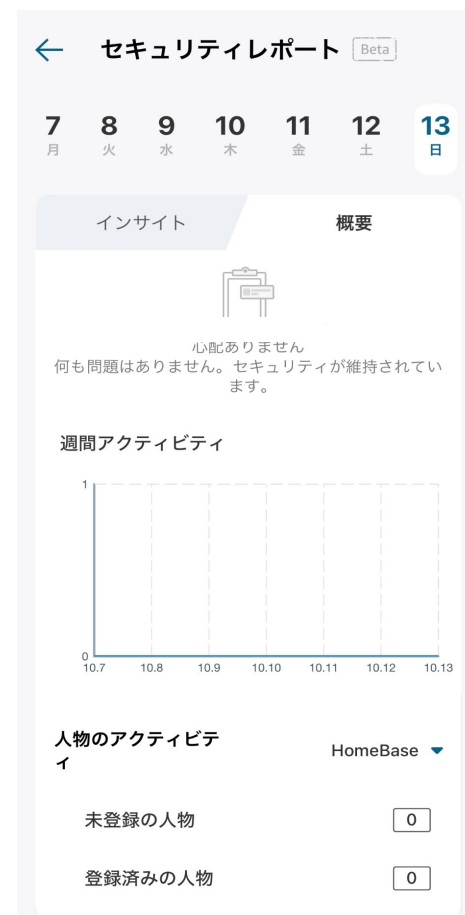 セキュリティレポート Beta
7 8 9 10 11 12 13
月 火 水 木 金 土 日
インサイト 概要
心配ありません
何も問題はありません。セキュリティが維持されてい
ます。
週間アクティビティ
1
0
10.7 10.8 10.9 10.10 10.11 10.12 10.13
人物のアクティビテ
ィ
HomeBase
未登録の人物 0
登録済みの人物 0